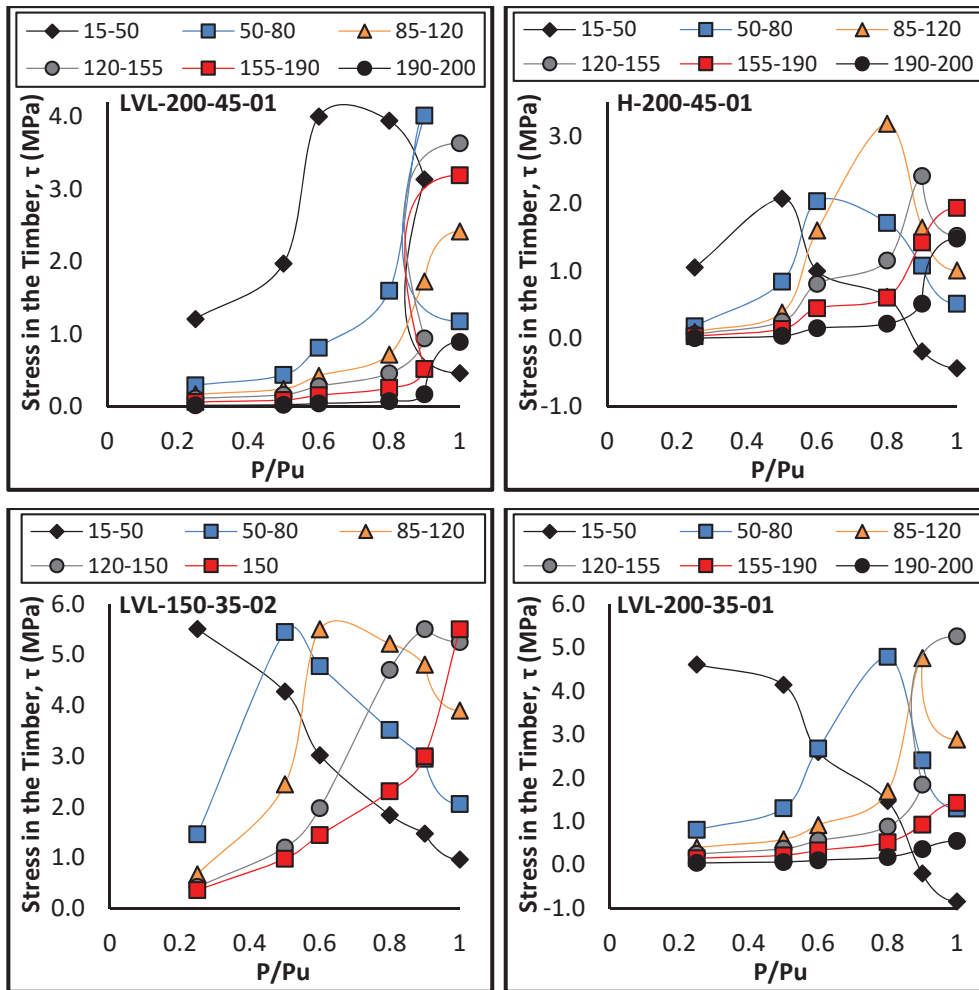 15-50 50-80 85-120
120-155 155-190 190-200
LVL-200-45-01
Stress in the Timber, τ (MPa)
4.0
3.0
2.0
1.0
0.0
0 0.2 0.4 0.6 0.8 1
P/Pu
15-50 50-80 85-120
120-155 155-190 190-200
H-200-45-01
Stress in the Timber, τ (MPa)
3.0
2.0
1.0
0.0
-1.0
0 0.2 0.4 0.6 0.8 1
P/Pu
15-50 50-80 85-120
120-150 150
LVL-150-35-02
Stress in the Timber, τ (MPa)
6.0
5.0
4.0
3.0
2.0
1.0
0.0
0 0.2 0.4 0.6 0.8 1
P/Pu
15-50 50-80 85-120
120-155 155-190 190-200
LVL-200-35-01
Stress in the Timber, τ (MPa)
6.0
5.0
4.0
3.0
2.0
1.0
0.0
-1.0
0 0.2 0.4 0.6 0.8 1
P/Pu